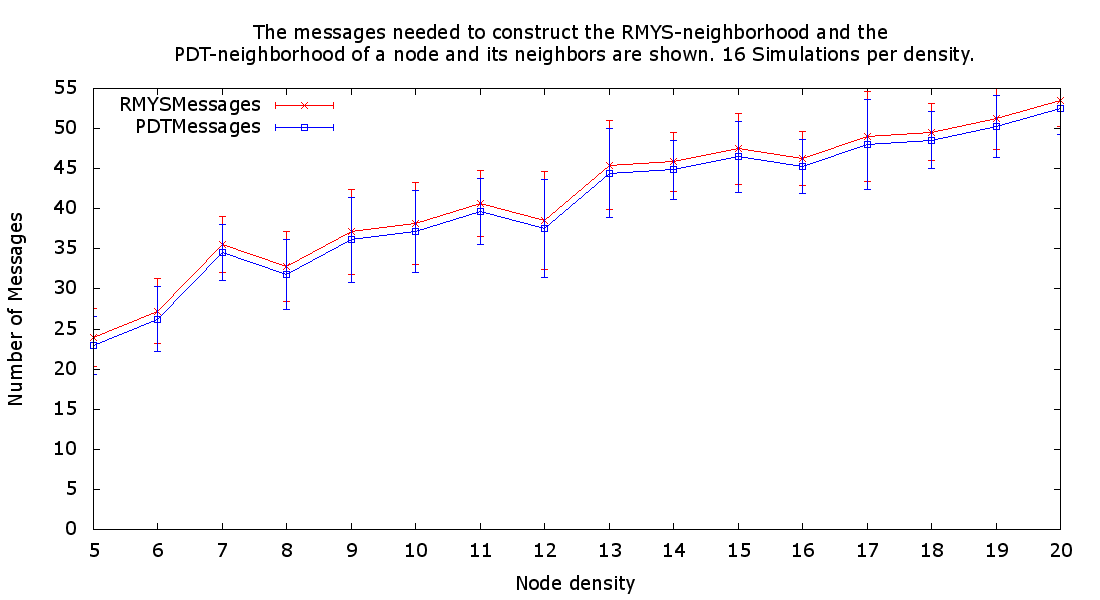 The messages needed to construct the RMYS-neighborhood and the
PDT-neighborhood of a node and its neighbors are shown. 16 Simulations per density.
RMYSMessages
PDTMessages
Number of Messages
55
50
45
40
35
30
25
20
15
10
5
0
5 6 7 8 9 10 11 12 13 14 15 16 17 18 19 20
Node density